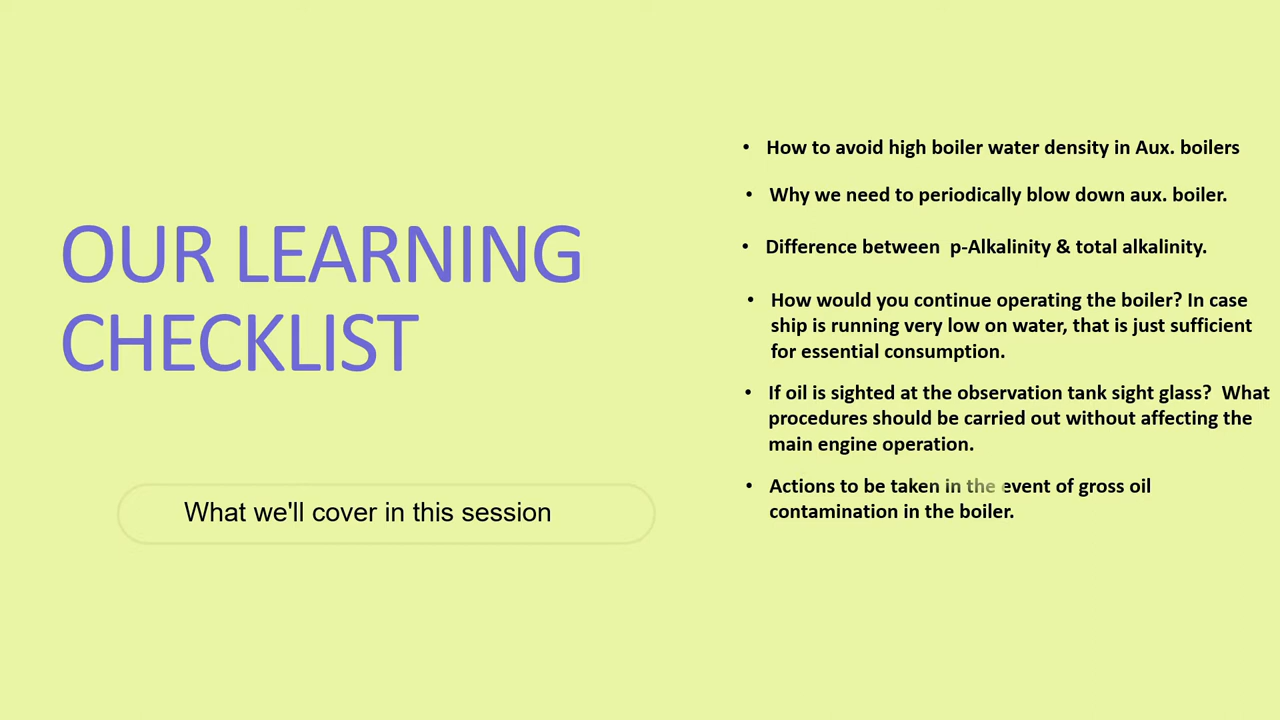 OUR LEARNING
CHECKLIST
What we'll cover in this session
• How to avoid high boiler water density in Aux. boilers
• Why we need to periodically blow down aux. boiler.
• Difference between  p-Alkalinity & total alkalinity.
• How would you continue operating the boiler? In case
ship is running very low on water, that is just sufficient
for essential consumption.
• If oil is sighted at the observation tank sight glass?  What
procedures should be carried out without affecting the
main engine operation.
• Actions to be taken in the event of gross oil
contamination in the boiler.